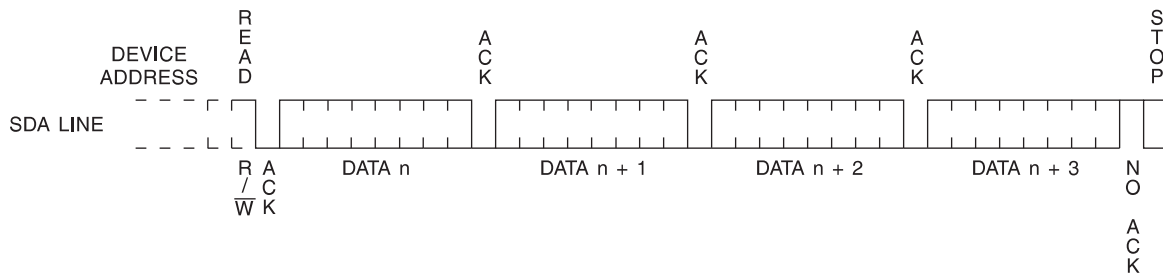 READ
ACK
ACK
ACK
STOP
DEVICE
ADDRESS
SDA LINE
R/W̅
ACK
DATA n
DATA n + 1
DATA n + 2
DATA n + 3
NO ACK